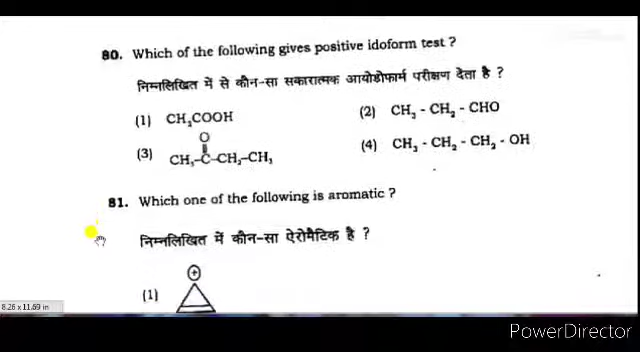 80. Which of the following gives positive idoform test ?
निम्नलिखित में से कौन-सा सकारात्मक आयोडोफार्म परीक्षण देता है ?
(1) CH₃COOH
(2) CH₃ - CH₂ - CHO
O
(3) CH₃-C-CH₂-CH₃
(4) CH₃ - CH₂ - CH₂ - OH
81. Which one of the following is aromatic ?
निम्नलिखित में कौन-सा ऐरोमैटिक है ?
+
(1)
8.26 x 11.69 in
PowerDirector